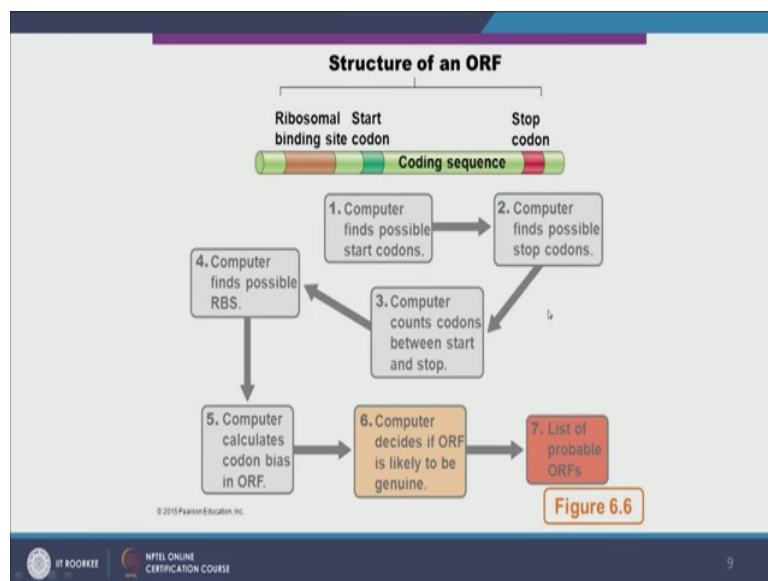 Structure of an ORF
Ribosomal
binding site
Start
codon
Stop
codon
Coding sequence
1. Computer
finds possible
start codons.
2. Computer
finds possible
stop codons.
3. Computer
counts codons
between start
and stop.
4. Computer
finds possible
RBS.
5. Computer
calculates
codon bias
in ORF.
6. Computer
decides if ORF
is likely to be
genuine.
7. List of
probable
ORFs
© 2015 Pearson Education, Inc.
Figure 6.6
IIT ROORKEE
NPTEL ONLINE
CERTIFICATION COURSE
9